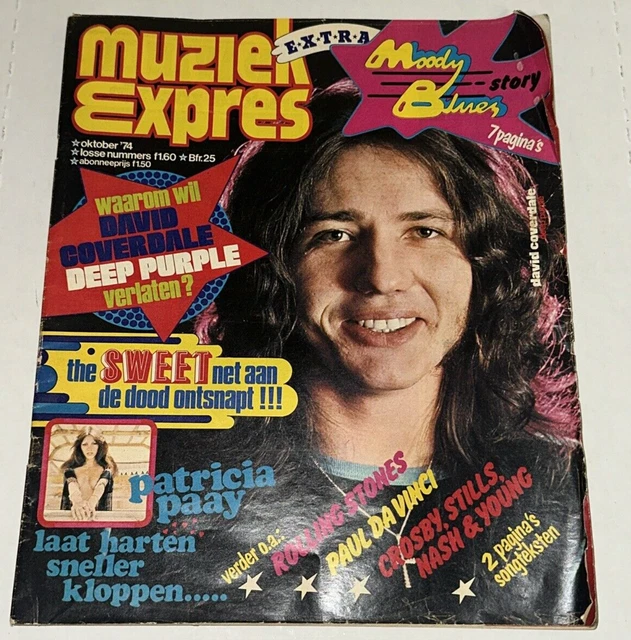 muziek
Expres
E·X·T·R·A
Moody
Blues
story
7 pagina's
☆ oktober '74
☆ losse nummers f1.60 ☆ Bfr.25
☆ abonneeprijs f1.50
waarom wil
DAVID
COVERDALE
DEEP PURPLE
verlaten?
david coverdale
the SWEET net aan
de dood ontsnapt !!!
patricia
paay
laat harten
sneller
kloppen.....
verder o.a.:
ROLLING STONES
PAUL DA VINCI
CROSBY, STILLS,
NASH & YOUNG
2 pagina's
songteksten